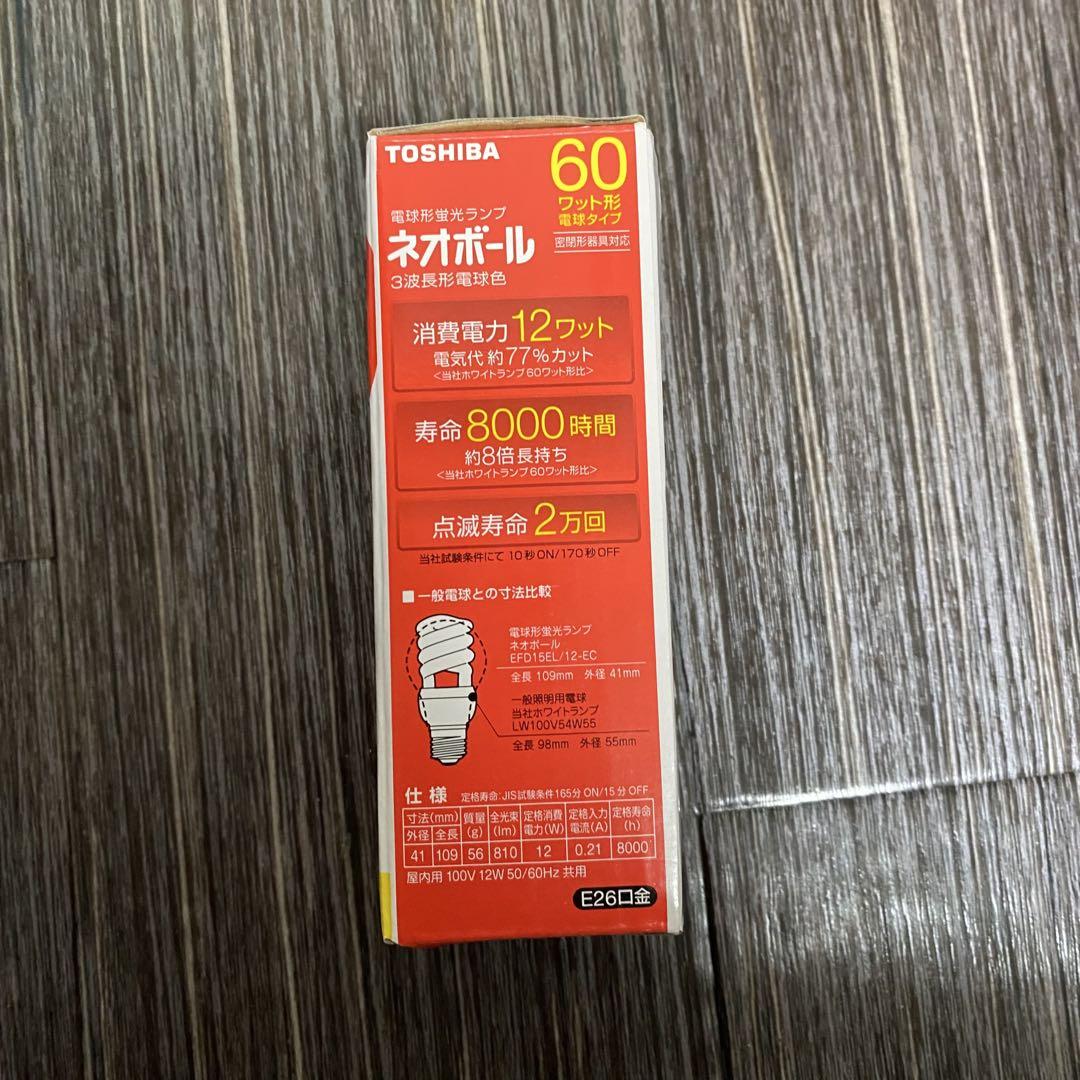 TOSHIBA
60
ワット形
電球タイプ
密閉形器具対応
電球形蛍光ランプ
ネオボール
3波長形電球色
消費電力12ワット
電気代 約77%カット
<当社ホワイトランプ60ワット形比>
寿命8000時間
約8倍長持ち
<当社ホワイトランプ60ワット形比>
点滅寿命2万回
当社試験条件にて 10秒ON/170秒OFF
■ 一般電球との寸法比較
電球形蛍光ランプ
ネオボール
EFD15EL/12-EC
全長 109mm 外径 41mm
一般照明用電球
当社ホワイトランプ
LW100V54W55
全長 98mm 外径 55mm
仕様 定格寿命:JIS試験条件165分 ON/15分 OFF
寸法(mm) 質量(g) 全光束(lm) 定格消費電力(W) 定格入力電流(A) 定格寿命(h)
外径 全長
41 109 56 810 12 0.21 8000
屋内用 100V 12W 50/60Hz 共用
E26口金